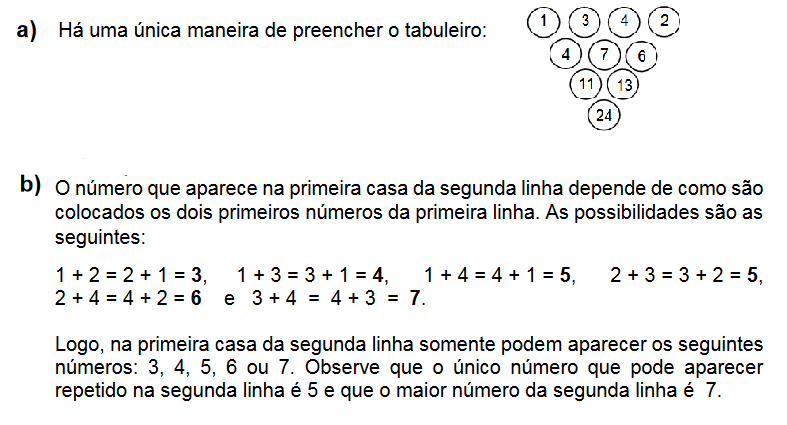 a) Há uma única maneira de preencher o tabuleiro:
1 3 4 2
4 7 6
11 13
24
b) O número que aparece na primeira casa da segunda linha depende de como são
colocados os dois primeiros números da primeira linha. As possibilidades são as
seguintes:
1 + 2 = 2 + 1 = 3, 1 + 3 = 3 + 1 = 4, 1 + 4 = 4 + 1 = 5, 2 + 3 = 3 + 2 = 5,
2 + 4 = 4 + 2 = 6 e 3 + 4 = 4 + 3 = 7.
Logo, na primeira casa da segunda linha somente podem aparecer os seguintes
números: 3, 4, 5, 6 ou 7. Observe que o único número que pode aparecer
repetido na segunda linha é 5 e que o maior número da segunda linha é 7.